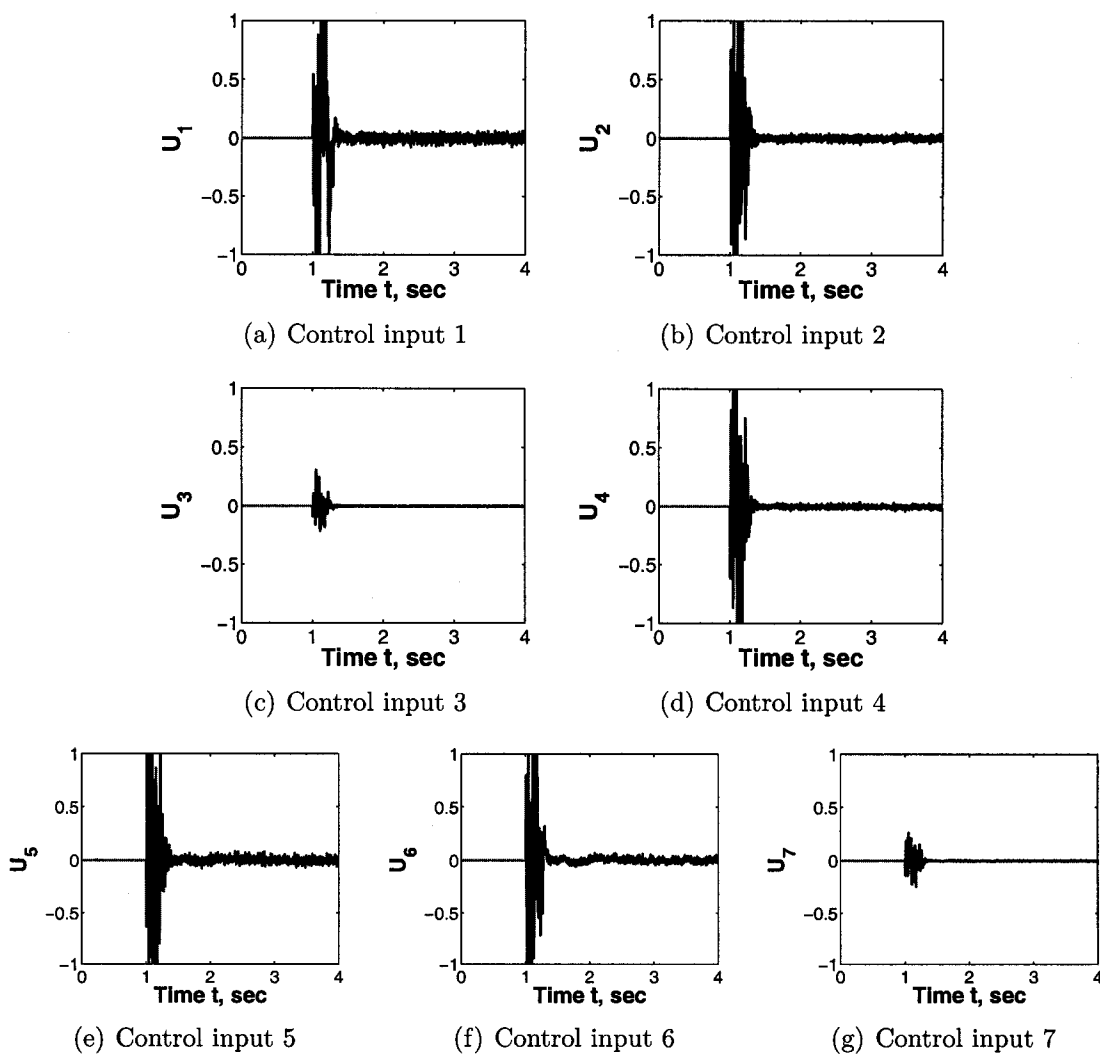 1
0.5
0
−0.5
−1
U1
0 1 2 3 4
Time t, sec
(a) Control input 1
1
0.5
0
−0.5
−1
U2
0 1 2 3 4
Time t, sec
(b) Control input 2
1
0.5
0
−0.5
−1
U3
0 1 2 3 4
Time t, sec
(c) Control input 3
1
0.5
0
−0.5
−1
U4
0 1 2 3 4
Time t, sec
(d) Control input 4
1
0.5
0
−0.5
−1
U5
0 1 2 3 4
Time t, sec
(e) Control input 5
1
0.5
0
−0.5
−1
U6
0 1 2 3 4
Time t, sec
(f) Control input 6
1
0.5
0
−0.5
−1
U7
0 1 2 3 4
Time t, sec
(g) Control input 7